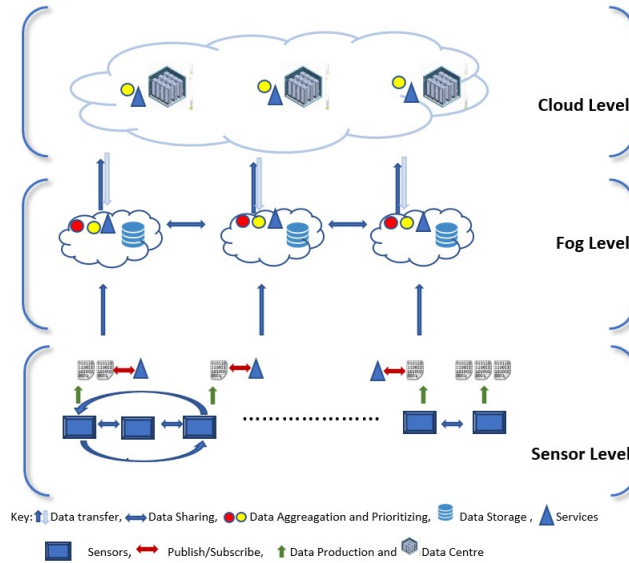 Cloud Level
Fog Level
Sensor Level
Key: Data transfer, Data Sharing, Data Aggreagation and Prioritizing, Data Storage , Services
Sensors, Publish/Subscribe, Data Production and Data Centre